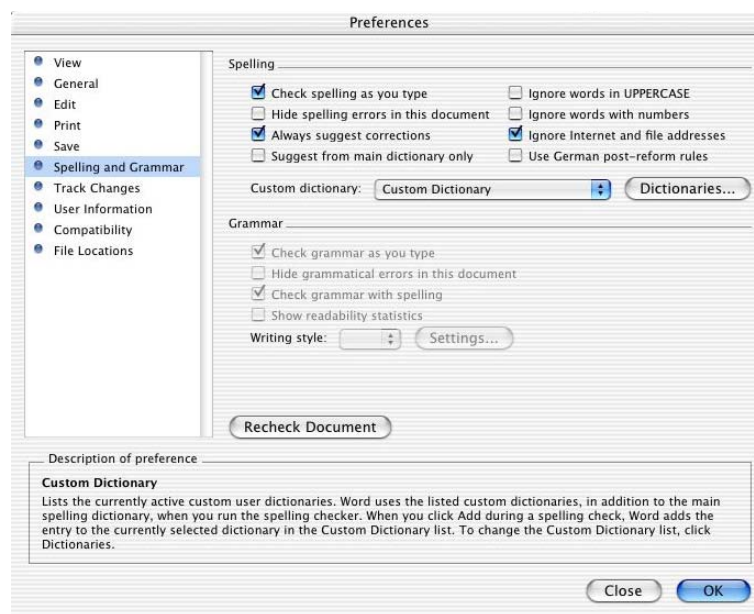 Preferences
View
General
Edit
Print
Save
Spelling and Grammar
Track Changes
User Information
Compatibility
File Locations
Spelling
Check spelling as you type
Ignore words in UPPERCASE
Hide spelling errors in this document
Ignore words with numbers
Always suggest corrections
Ignore Internet and file addresses
Suggest from main dictionary only
Use German post-reform rules
Custom dictionary: Custom Dictionary Dictionaries...
Grammar
Check grammar as you type
Hide grammatical errors in this document
Check grammar with spelling
Show readability statistics
Writing style: Settings...
Recheck Document
Description of preference
Custom Dictionary
Lists the currently active custom user dictionaries. Word uses the listed custom dictionaries, in addition to the main
spelling dictionary, when you run the spelling checker. When you click Add during a spelling check, Word adds the
entry to the currently selected dictionary in the Custom Dictionary list. To change the Custom Dictionary list, click
Dictionaries.
Close OK